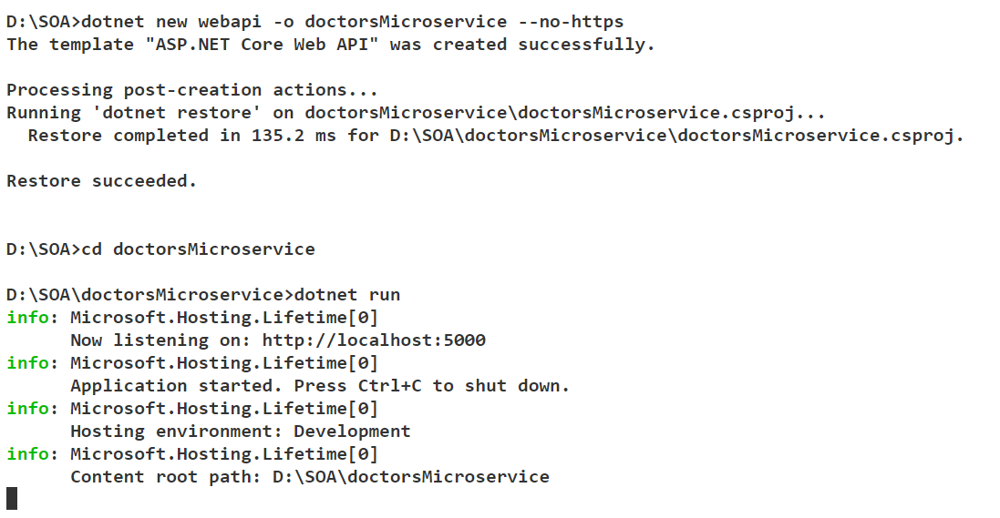 D:\SOA>dotnet new webapi -o doctorsMicroservice --no-https
The template "ASP.NET Core Web API" was created successfully.
Processing post-creation actions...
Running 'dotnet restore' on doctorsMicroservice\doctorsMicroservice.csproj...
Restore completed in 135.2 ms for D:\SOA\doctorsMicroservice\doctorsMicroservice.csproj.
Restore succeeded.
D:\SOA>cd doctorsMicroservice
D:\SOA\doctorsMicroservice>dotnet run
info: Microsoft.Hosting.Lifetime[0]
Now listening on: http://localhost:5000
info: Microsoft.Hosting.Lifetime[0]
Application started. Press Ctrl+C to shut down.
info: Microsoft.Hosting.Lifetime[0]
Hosting environment: Development
info: Microsoft.Hosting.Lifetime[0]
Content root path: D:\SOA\doctorsMicroservice